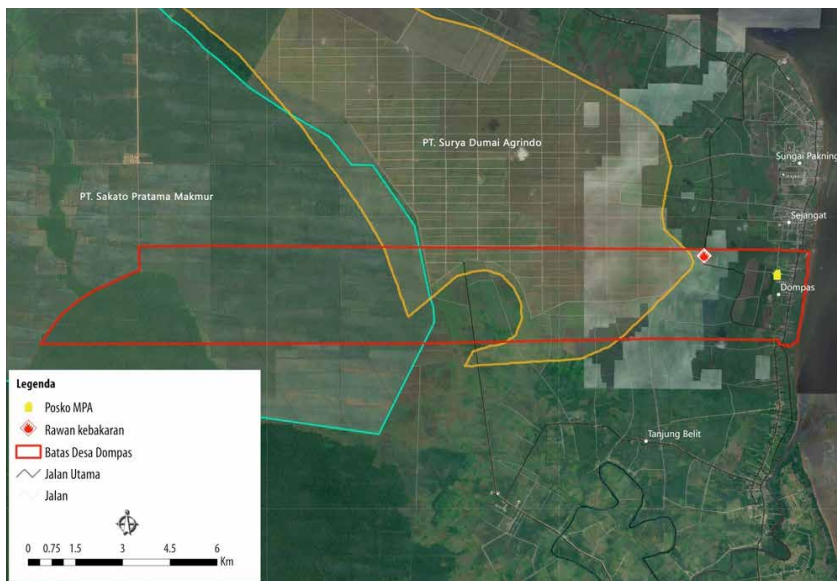 PT. Surya Dumai Agrindo
Sungai Pakning
PT. Sakato Pratama Makmur
Sejangat
Dompas
Tanjung Belit
Legenda
Posko MPA
Rawan kebakaran
Batas Desa Dompas
Jalan Utama
Jalan
0 0.75 1.5 3 4.5 6
Km